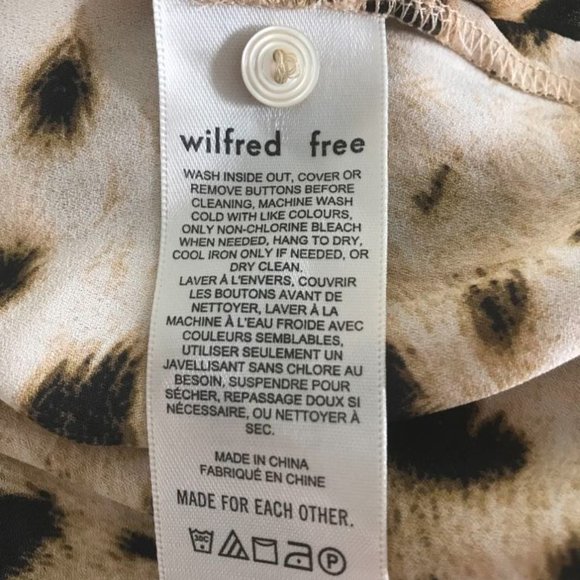 wilfred free
WASH INSIDE OUT, COVER OR
REMOVE BUTTONS BEFORE
CLEANING, MACHINE WASH
COLD WITH LIKE COLOURS,
ONLY NON-CHLORINE BLEACH
WHEN NEEDED, HANG TO DRY,
COOL IRON ONLY IF NEEDED, OR
DRY CLEAN.
LAVER À L'ENVERS, COUVRIR
LES BOUTONS AVANT DE
NETTOYER, LAVER À LA
MACHINE À L'EAU FROIDE AVEC
COULEURS SEMBLABLES,
UTILISER SEULEMENT UN
JAVELLISANT SANS CHLORE AU
BESOIN, SUSPENDRE POUR
SÉCHER, REPASSAGE DOUX SI
NÉCESSAIRE, OU NETTOYER À
SEC.
MADE IN CHINA
FABRIQUÉ EN CHINE
MADE FOR EACH OTHER.
30C P